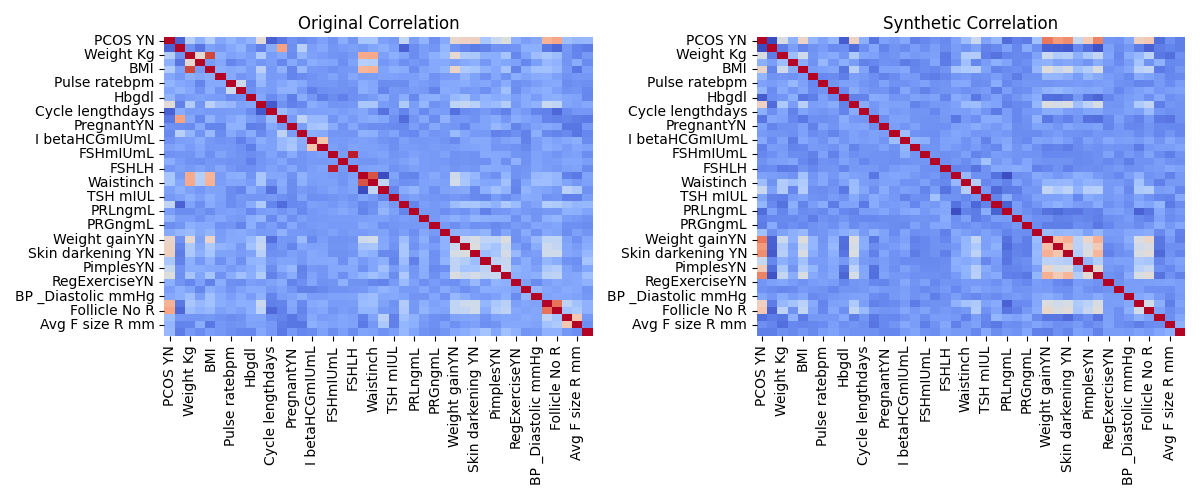 Original Correlation
PCOS YN
Weight Kg
BMI
Pulse ratebpm
Hbgdl
Cycle lengthdays
PregnantYN
I betaHCGmIUmL
FSHmIUmL
FSHLH
Waistinch
TSH mIUL
PRLngmL
PRGngmL
Weight gainYN
Skin darkening YN
PimplesYN
RegExerciseYN
BP _Diastolic mmHg
Follicle No R
Avg F size R mm
PCOS YN
Weight Kg
BMI
Pulse ratebpm
Hbgdl
Cycle lengthdays
PregnantYN
I betaHCGmIUmL
FSHmIUmL
FSHLH
Waistinch
TSH mIUL
PRLngmL
PRGngmL
Weight gainYN
Skin darkening YN
PimplesYN
RegExerciseYN
BP _Diastolic mmHg
Follicle No R
Avg F size R mm
Synthetic Correlation
PCOS YN
Weight Kg
BMI
Pulse ratebpm
Hbgdl
Cycle lengthdays
PregnantYN
I betaHCGmIUmL
FSHmIUmL
FSHLH
Waistinch
TSH mIUL
PRLngmL
PRGngmL
Weight gainYN
Skin darkening YN
PimplesYN
RegExerciseYN
BP _Diastolic mmHg
Follicle No R
Avg F size R mm
PCOS YN
Weight Kg
BMI
Pulse ratebpm
Hbgdl
Cycle lengthdays
PregnantYN
I betaHCGmIUmL
FSHmIUmL
FSHLH
Waistinch
TSH mIUL
PRLngmL
PRGngmL
Weight gainYN
Skin darkening YN
PimplesYN
RegExerciseYN
BP _Diastolic mmHg
Follicle No R
Avg F size R mm